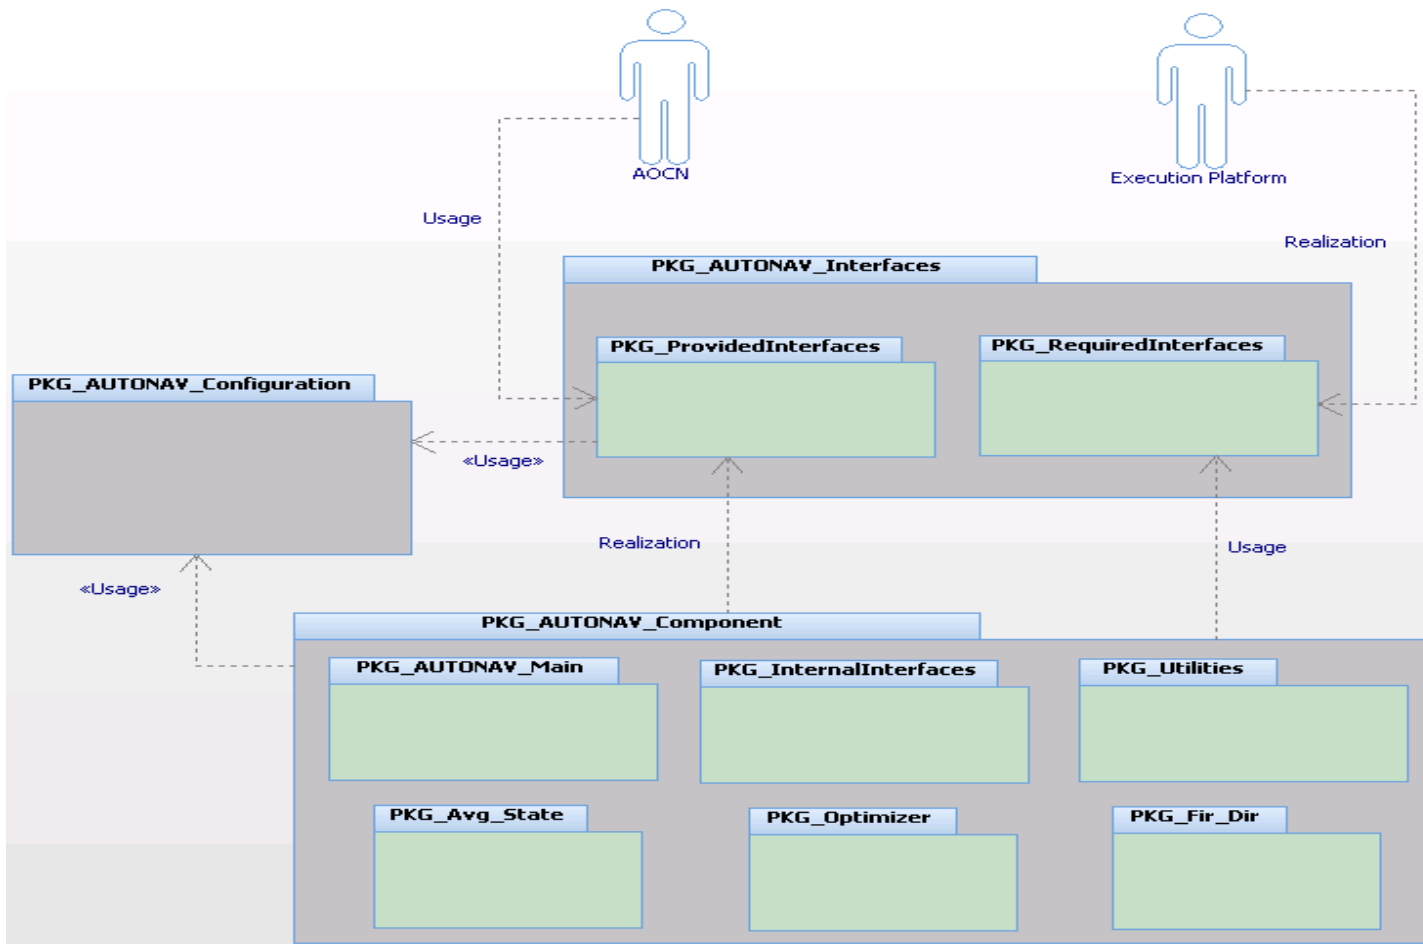 AOCN
Execution Platform
Usage
Realization
PKG_AUTONAV_Interfaces
PKG_ProvidedInterfaces
PKG_RequiredInterfaces
PKG_AUTONAV_Configuration
«Usage»
Realization
Usage
«Usage»
PKG_AUTONAV_Component
PKG_AUTONAV_Main
PKG_InternalInterfaces
PKG_Utilities
PKG_Avg_State
PKG_Optimizer
PKG_Fir_Dir